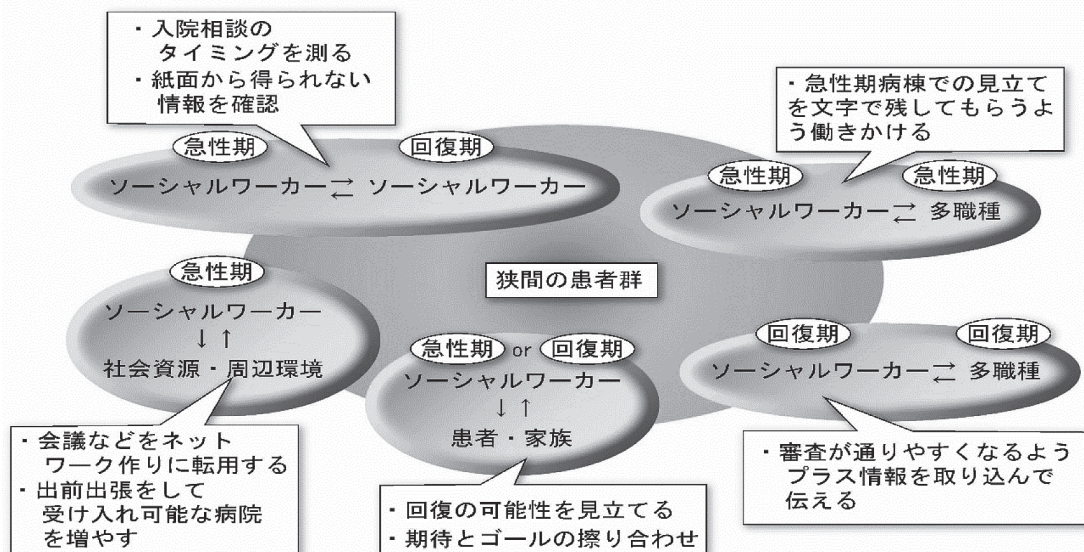 ・入院相談の
タイミングを測る
・紙面から得られない
情報を確認
急性期 回復期
ソーシャルワーカー ⇄ ソーシャルワーカー
・急性期病棟での見立て
を文字で残してもらうよ
う働きかける
急性期 急性期
ソーシャルワーカー ⇄ 多職種
狭間の患者群
急性期
ソーシャルワーカー
↓ ↑
社会資源・周辺環境
急性期 or 回復期
ソーシャルワーカー
↓ ↑
患者・家族
回復期 回復期
ソーシャルワーカー ⇄ 多職種
・会議などをネット
ワーク作りに転用する
・出前出張をして
受け入れ可能な病院
を増やす
・回復の可能性を見立てる
・期待とゴールの擦り合わせ
・審査が通りやすくなるよう
プラス情報を取り込んで
伝える